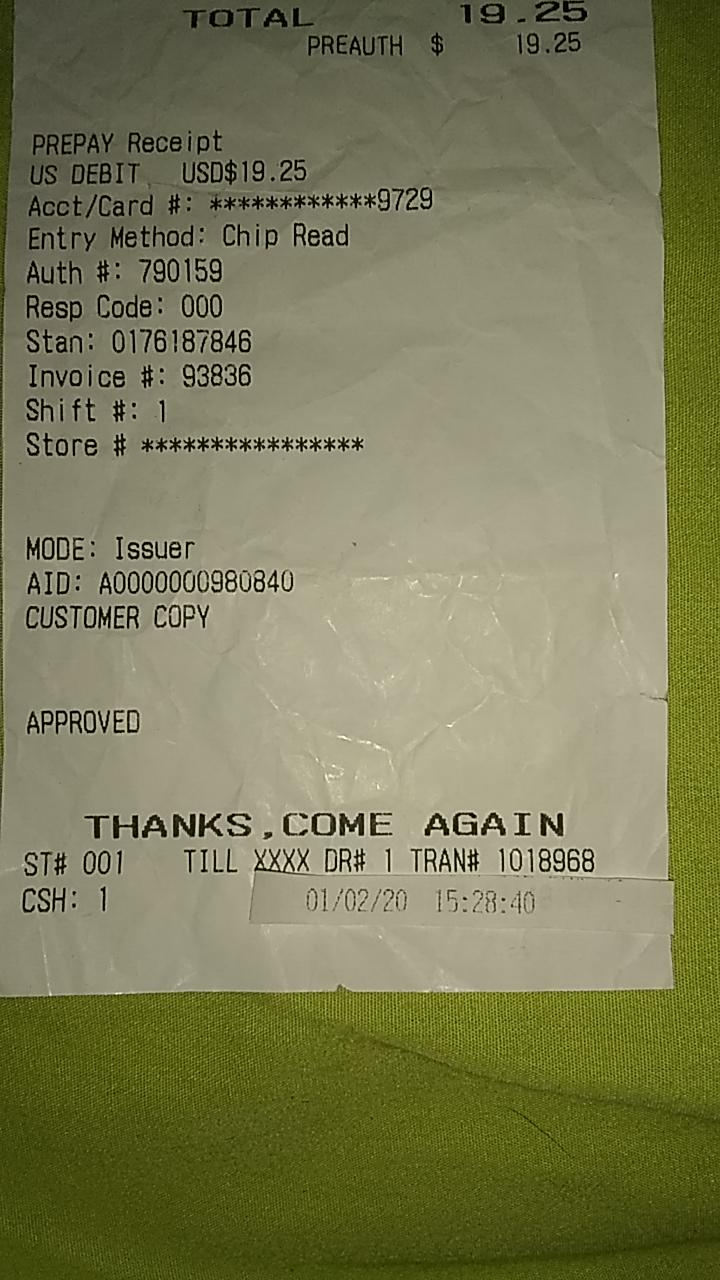 TOTAL 19.25
PREAUTH $ 19.25
PREPAY Receipt
US DEBIT USD$19.25
Acct/Card #: ************9729
Entry Method: Chip Read
Auth #: 790159
Resp Code: 000
Stan: 0176187846
Invoice #: 93836
Shift #: 1
Store # ****************
MODE: Issuer
AID: A0000000980840
CUSTOMER COPY
APPROVED
THANKS,COME AGAIN
ST# 001 TILL XXXX DR# 1 TRAN# 1018968
CSH: 1 01/02/20 15:28:40